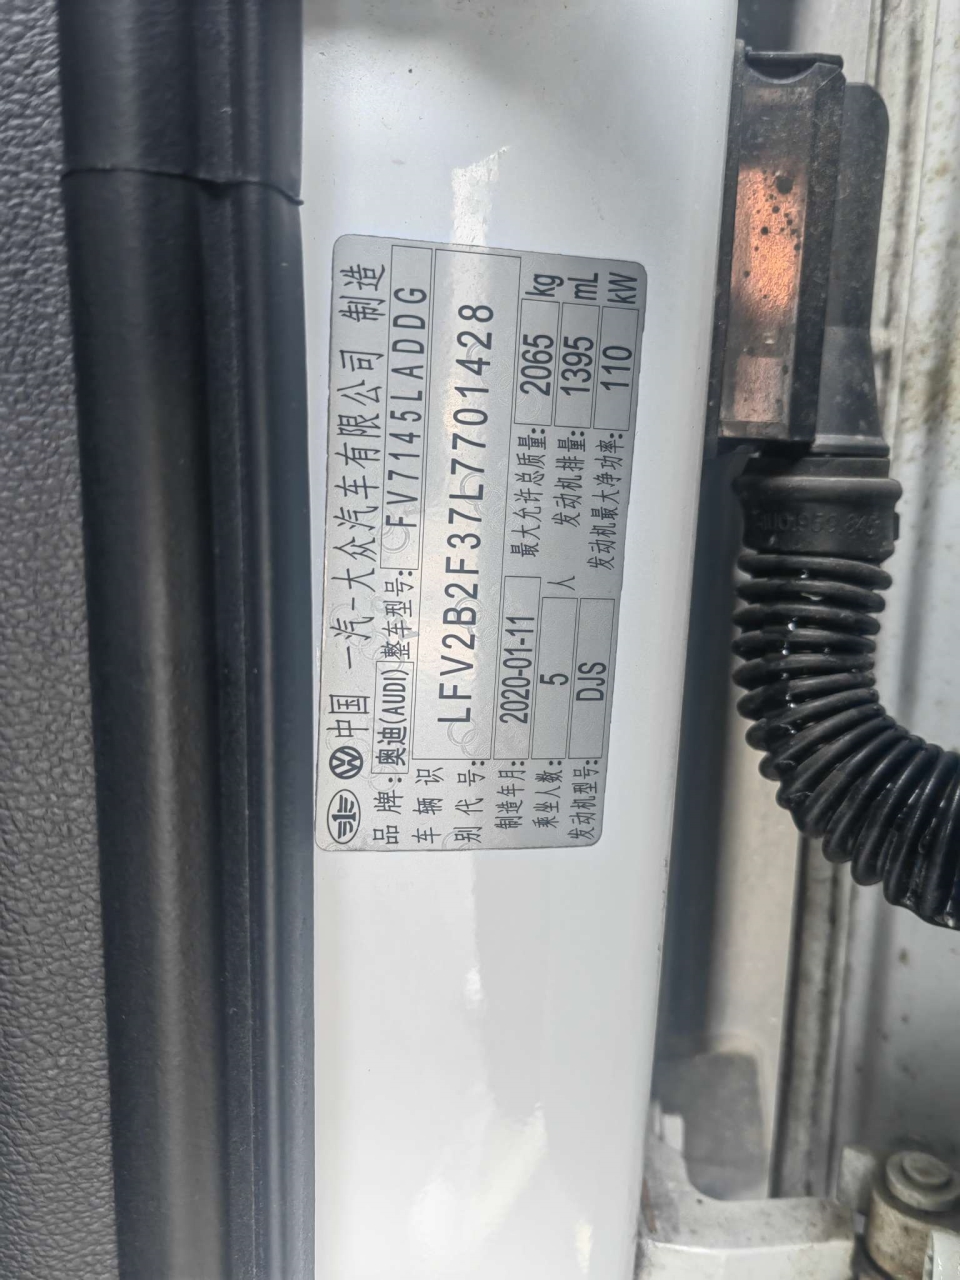 中国 一汽-大众汽车有限公司 制造
品牌: 奥迪(AUDI) 整车型号: FV7145LADDG
车辆识别代号: LFV2B2F37L7701428
制造年月: 2020-01-11 最大允许总质量: 2065 kg
乘坐人数: 5 人 发动机排量: 1395 mL
发动机型号: DJS 发动机最大净功率: 110 kW